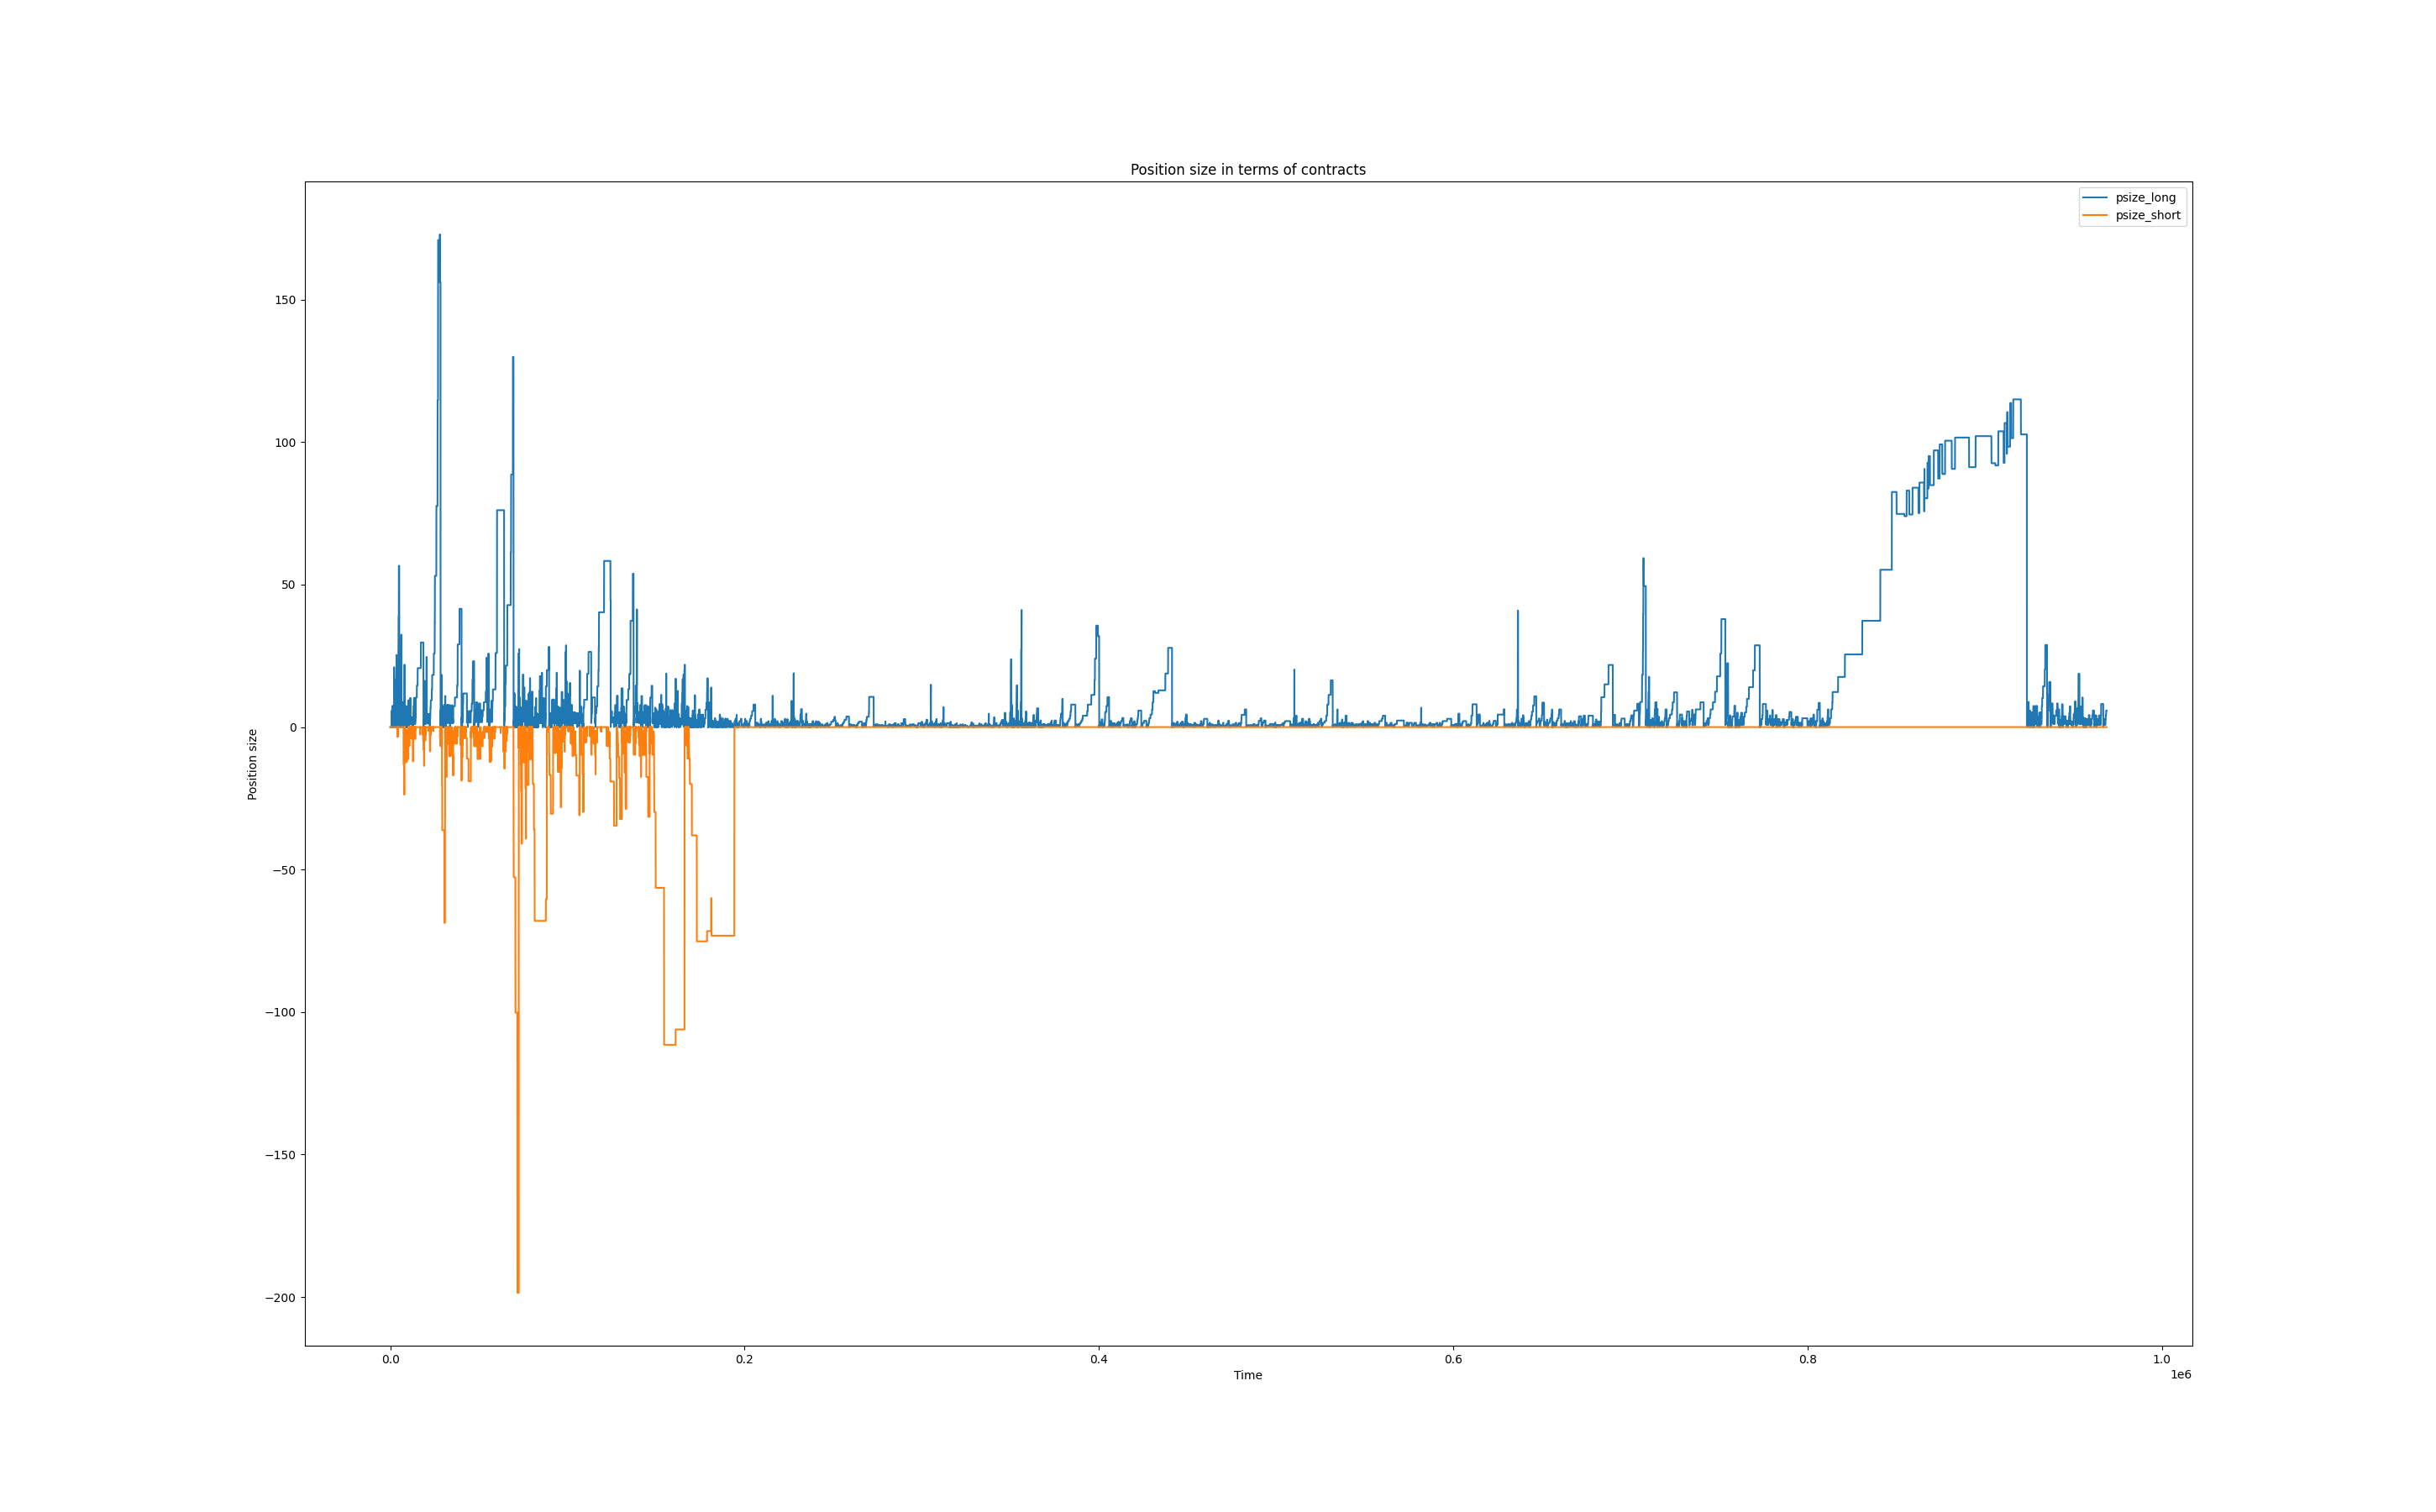 Position size in terms of contracts
psize_long
psize_short
150
100
50
0
−50
−100
−150
−200
Position size
0.0
0.2
0.4
0.6
0.8
1.0
Time
1e6